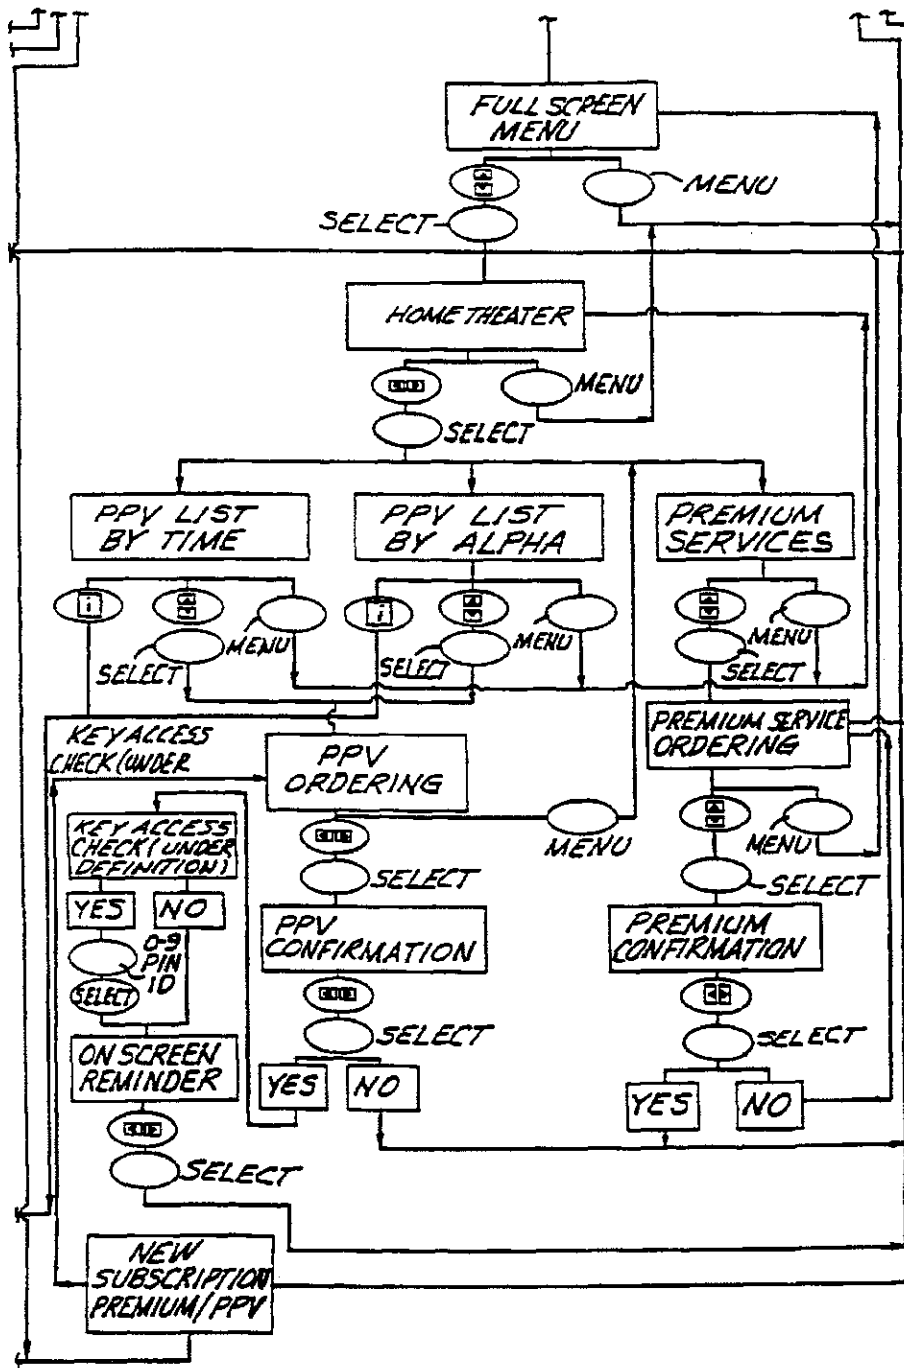 FULL SCREEN
MENU
MENU
SELECT
HOME THEATER
MENU
SELECT
PPV LIST
BY TIME
PPV LIST
BY ALPHA
PREMIUM
SERVICES
i
SELECT
MENU
i
SELECT
MENU
MENU
SELECT
KEY ACCESS
CHECK (UNDER
PPV
ORDERING
PREMIUM SERVICE
ORDERING
MENU
MENU
KEY ACCESS
CHECK (UNDER
DEFINITION)
SELECT
SELECT
YES
NO
PPV
CONFIRMATION
PREMIUM
CONFIRMATION
0-9
PIN
ID
SELECT
SELECT
SELECT
ON SCREEN
REMINDER
YES
NO
YES
NO
SELECT
NEW
SUBSCRIPTION
PREMIUM/PPV